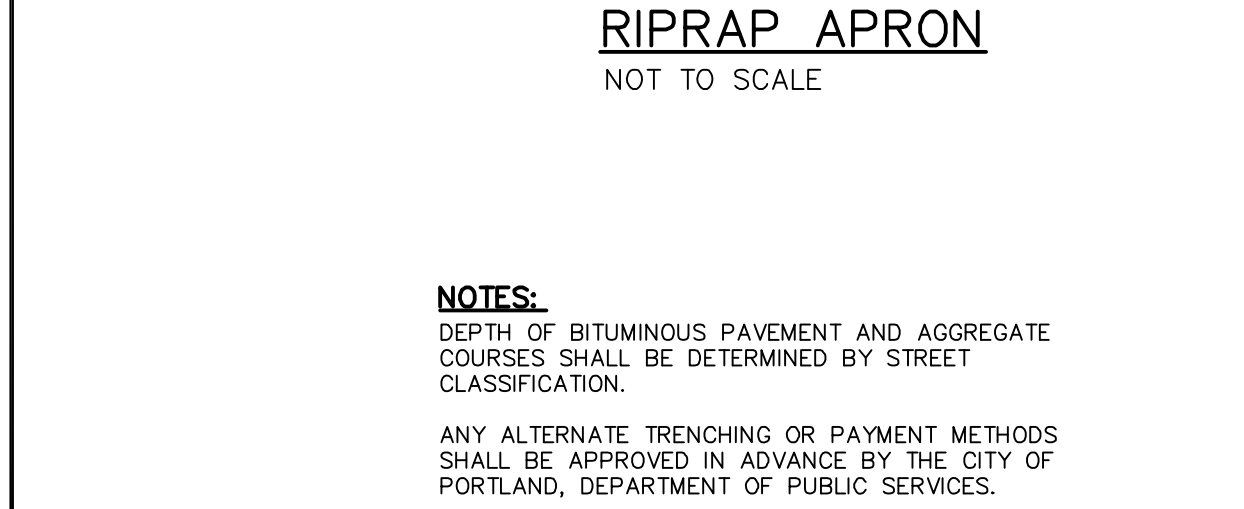 RIPRAP APRON
NOT TO SCALE
NOTES:
DEPTH OF BITUMINOUS PAVEMENT AND AGGREGATE
COURSES SHALL BE DETERMINED BY STREET
CLASSIFICATION.
ANY ALTERNATE TRENCHING OR PAYMENT METHODS
SHALL BE APPROVED IN ADVANCE BY THE CITY OF
PORTLAND, DEPARTMENT OF PUBLIC SERVICES.